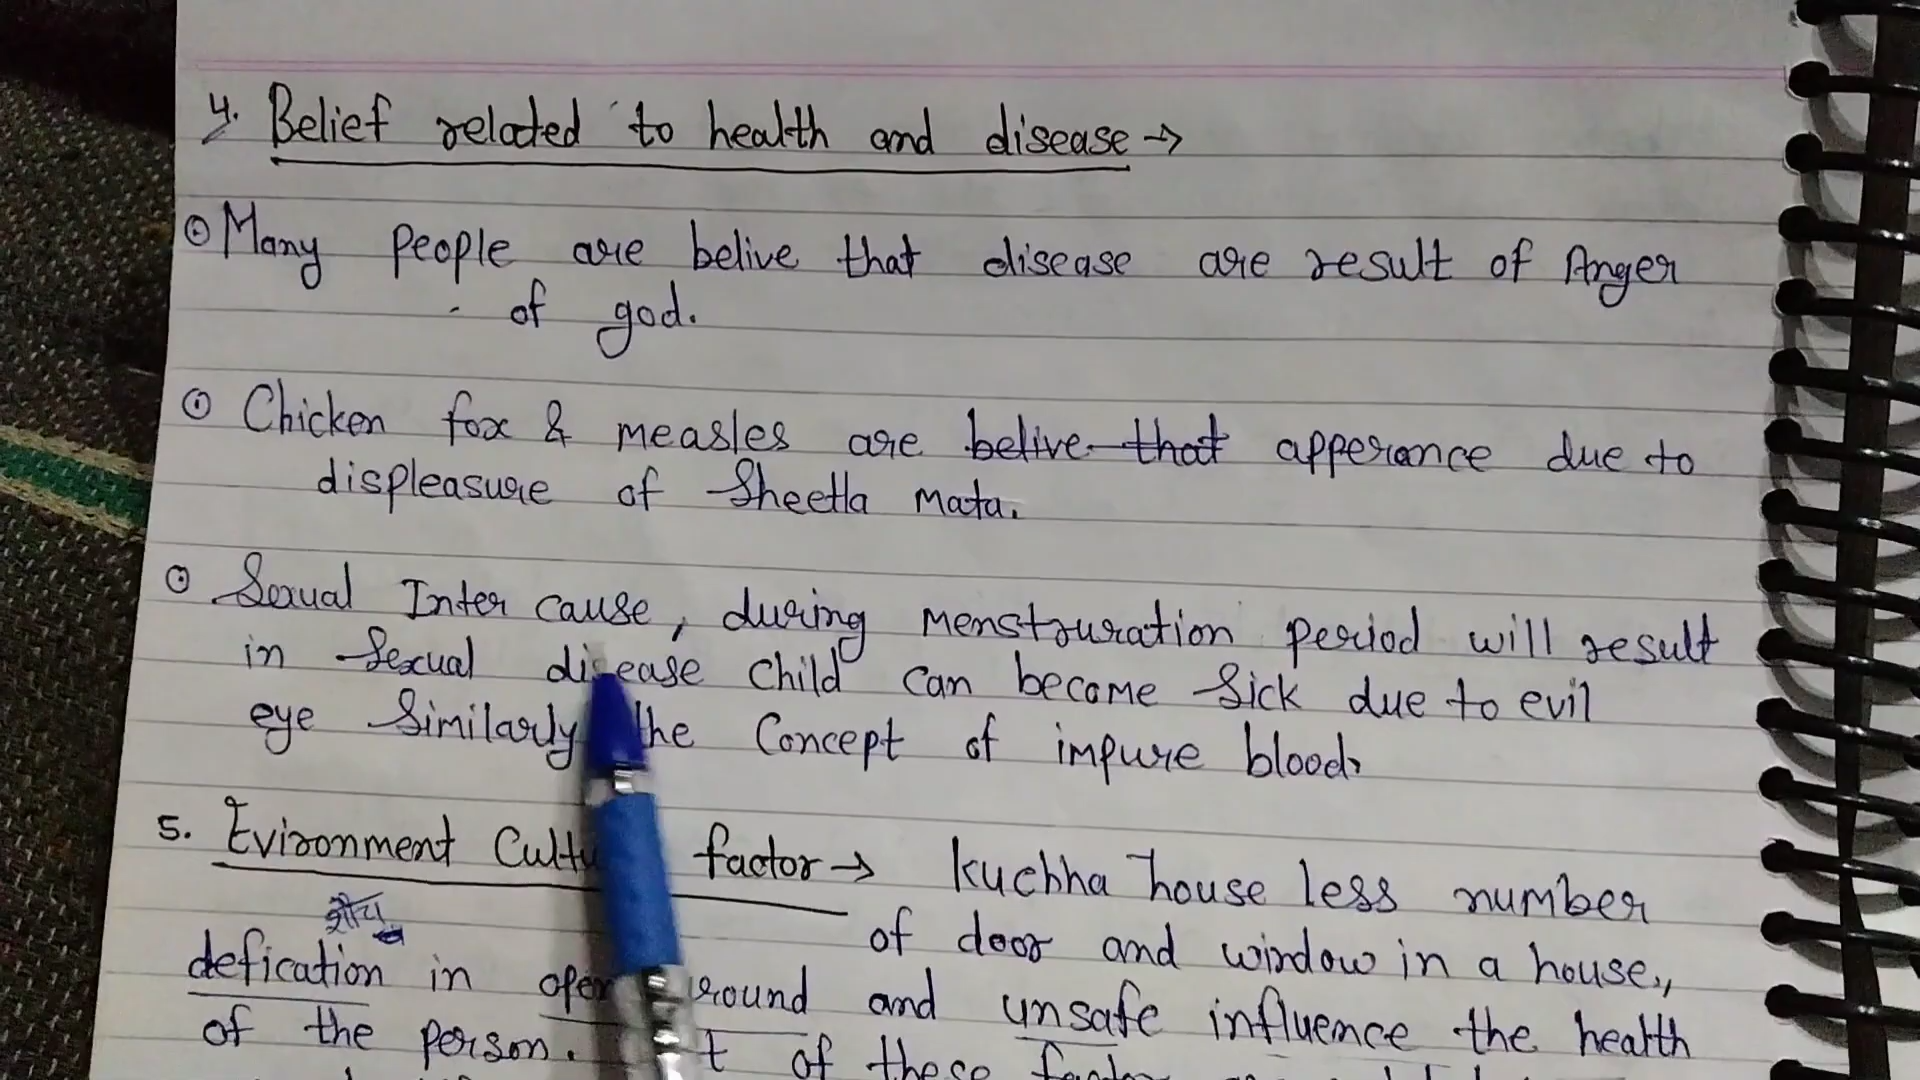 4. Belief related to health and disease →
Many people are belive that disease are result of Anger
of god.
Chicken fox & measles are belive that apperance due to
displeasure of Sheetla Mata.
Sexual Inter cause, during menstruration period will result
in sexual disease child can become sick due to evil
eye similarly the concept of impure blood.
5. Evironment factor → kuchha house less number
of door and window in a house,,
शौच
defication in and unsafe influence the health
of the person. of these